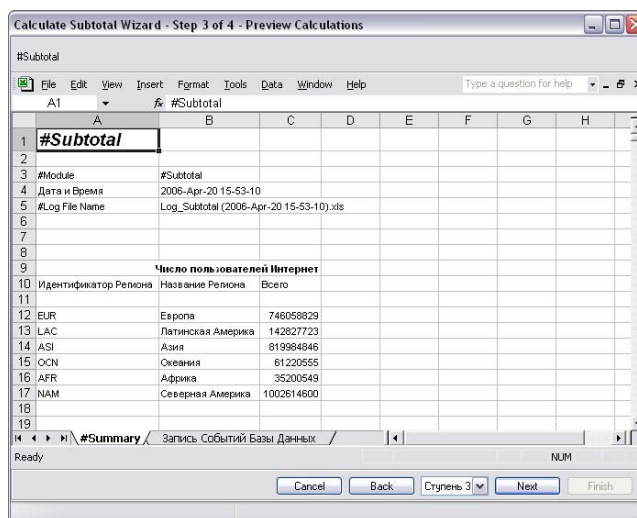 Calculate Subtotal Wizard - Step 3 of 4 - Preview Calculations
#Subtotal
File Edit View Insert Format Tools Data Window Help Type a question for help
A1 fx #Subtotal
A B C D E F G H
1 #Subtotal
2
3 #Module #Subtotal
4 Дата и Время 2006-Apr-20 15-53-10
5 #Log File Name Log_Subtotal (2006-Apr-20 15-53-10).xls
6
7
8
9 Число пользователей Интернет
10 Идентификатор Региона Название Региона Всего
11
12 EUR Европа 746058829
13 LAC Латинская Америка 142827723
14 ASI Азия 819984846
15 OCN Океания 61220555
16 AFR Африка 35200549
17 NAM Северная Америка 1002614600
18
19
#Summary Запись Событий Базы Данных
Ready NUM
Cancel Back Ступень 3 Next Finish